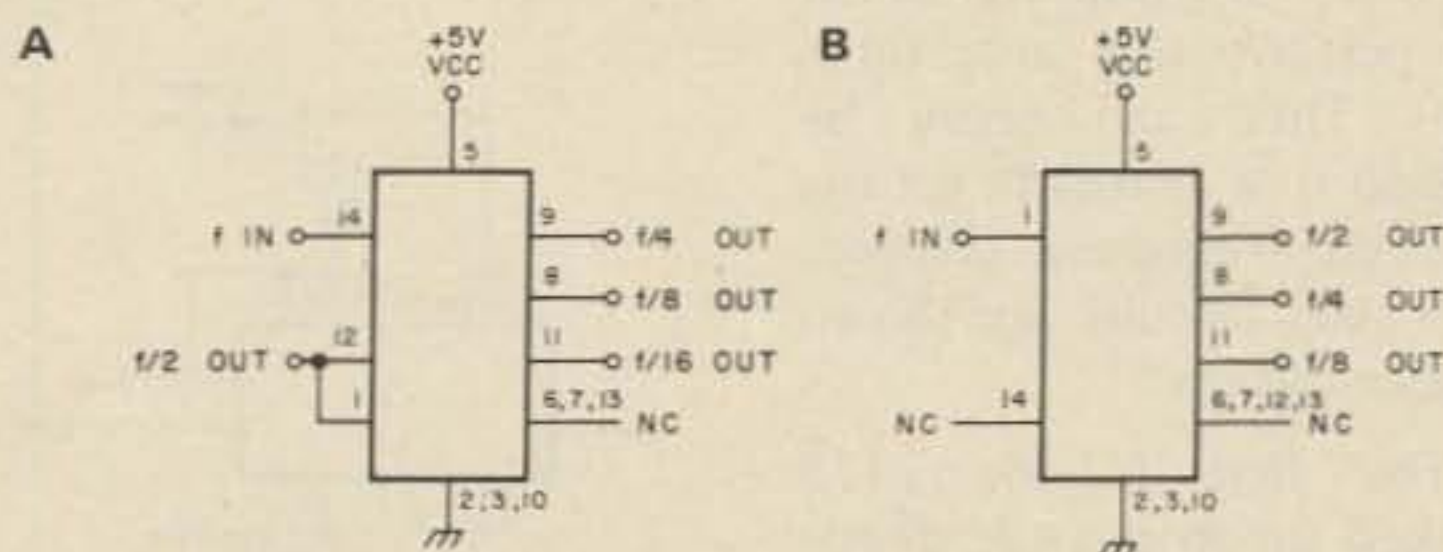 A
+5V
VCC
5
f IN
14
9
f/4 OUT
8
f/8 OUT
f/2 OUT
12
11
f/16 OUT
1
6,7,13
NC
2,3,10
B
+5V
VCC
5
f IN
1
9
f/2 OUT
8
f/4 OUT
11
f/8 OUT
NC
14
6,7,12,13
NC
2,3,10